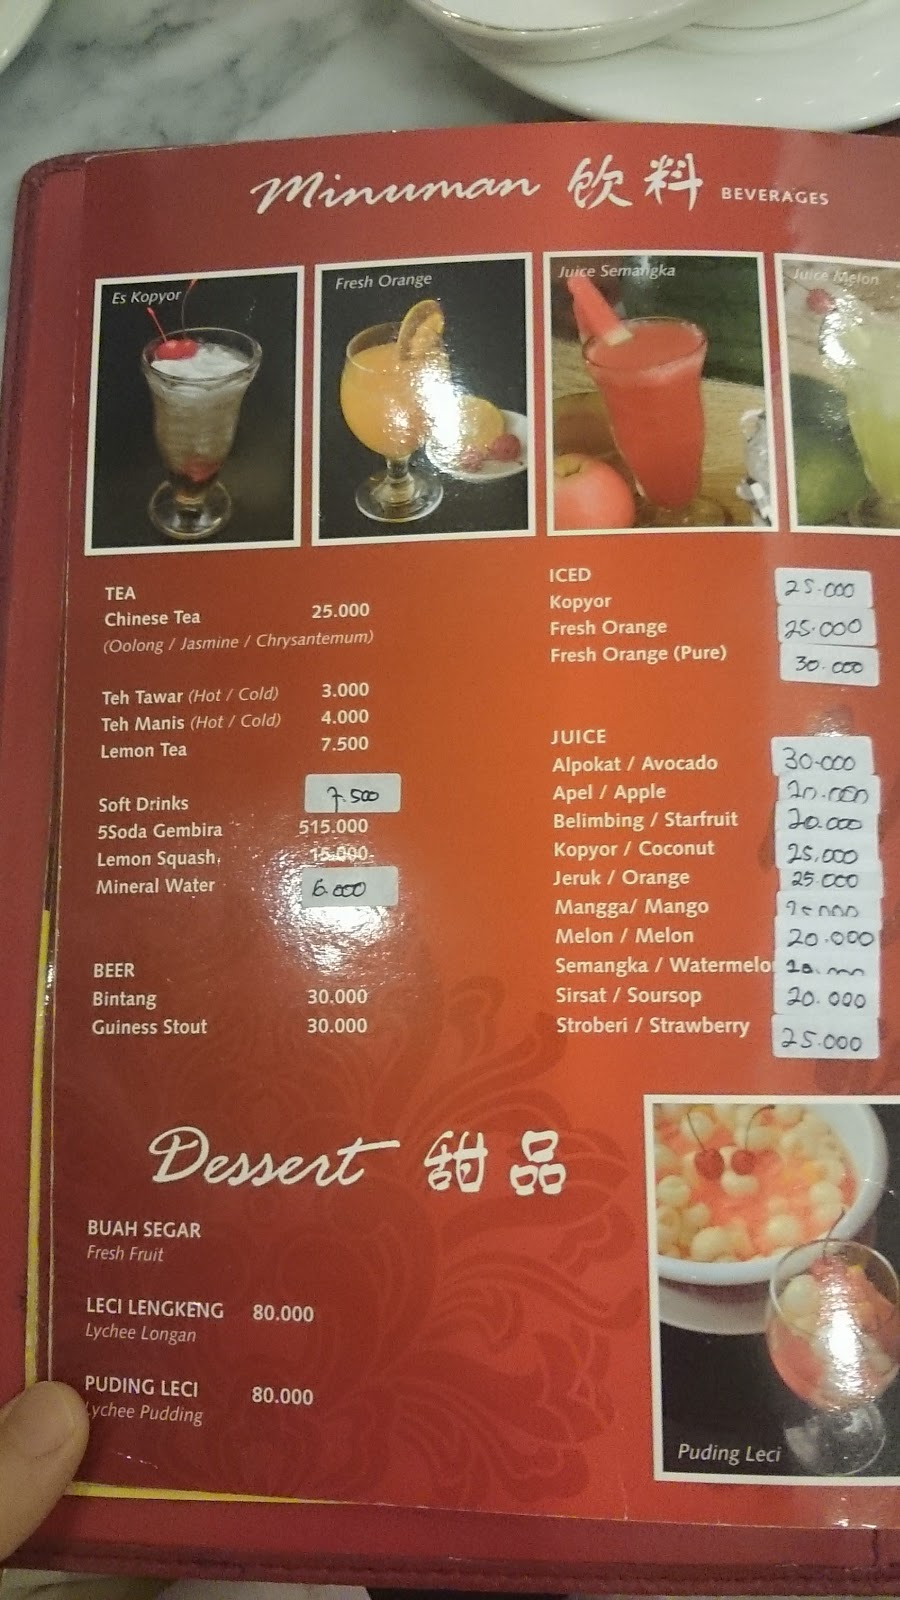 Minuman 飲料 BEVERAGES
Es Kopyor
Fresh Orange
Juice Semangka
Juice Melon
TEA
Chinese Tea 25.000
(Oolong / Jasmine / Chrysantemum)
Teh Tawar (Hot / Cold) 3.000
Teh Manis (Hot / Cold) 4.000
Lemon Tea 7.500
Soft Drinks 7.500
5Soda Gembira 515.000
Lemon Squash, 15.000
Mineral Water 6.000
BEER
Bintang 30.000
Guiness Stout 30.000
ICED
Kopyor 25.000
Fresh Orange 25.000
Fresh Orange (Pure) 30.000
JUICE
Alpokat / Avocado 30.000
Apel / Apple 20.000
Belimbing / Starfruit 20.000
Kopyor / Coconut 25,000
Jeruk / Orange 25.000
Mangga/ Mango
Melon / Melon 20.000
Semangka / Watermelo
Sirsat / Soursop 20.000
Stroberi / Strawberry 25.000
Dessert 甜品
BUAH SEGAR
Fresh Fruit
LECI LENGKENG 80.000
Lychee Longan
PUDING LECI 80.000
Lychee Pudding
Puding Leci